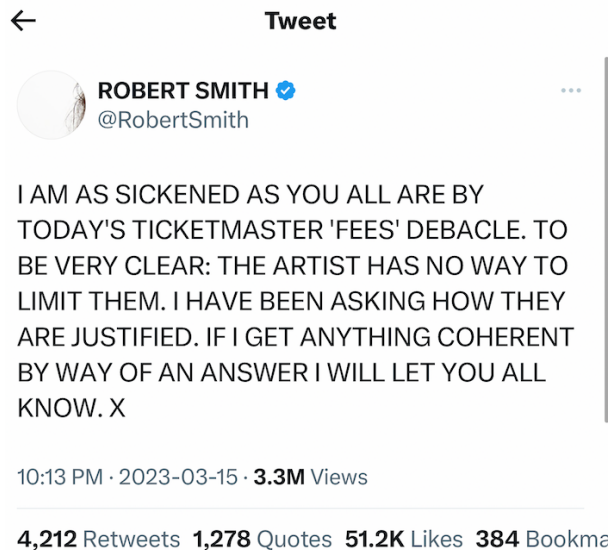 Tweet
ROBERT SMITH
@RobertSmith
I AM AS SICKENED AS YOU ALL ARE BY
TODAY'S TICKETMASTER 'FEES' DEBACLE. TO
BE VERY CLEAR: THE ARTIST HAS NO WAY TO
LIMIT THEM. I HAVE BEEN ASKING HOW THEY
ARE JUSTIFIED. IF I GET ANYTHING COHERENT
BY WAY OF AN ANSWER I WILL LET YOU ALL
KNOW. X
10:13 PM · 2023-03-15 · 3.3M Views
4,212 Retweets 1,278 Quotes 51.2K Likes 384 Bookma